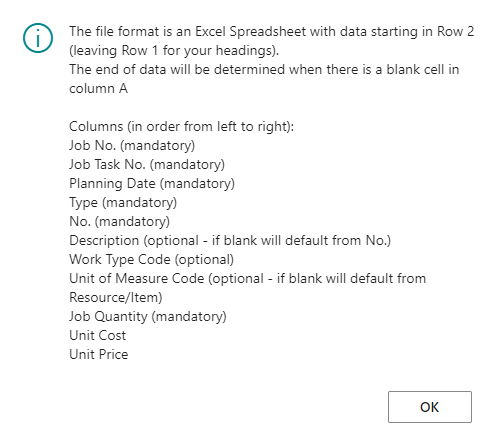 The file format is an Excel Spreadsheet with data starting in Row 2
(leaving Row 1 for your headings).
The end of data will be determined when there is a blank cell in
column A
Columns (in order from left to right):
Job No. (mandatory)
Job Task No. (mandatory)
Planning Date (mandatory)
Type (mandatory)
No. (mandatory)
Description (optional - if blank will default from No.)
Work Type Code (optional)
Unit of Measure Code (optional - if blank will default from
Resource/Item)
Job Quantity (mandatory)
Unit Cost
Unit Price
OK